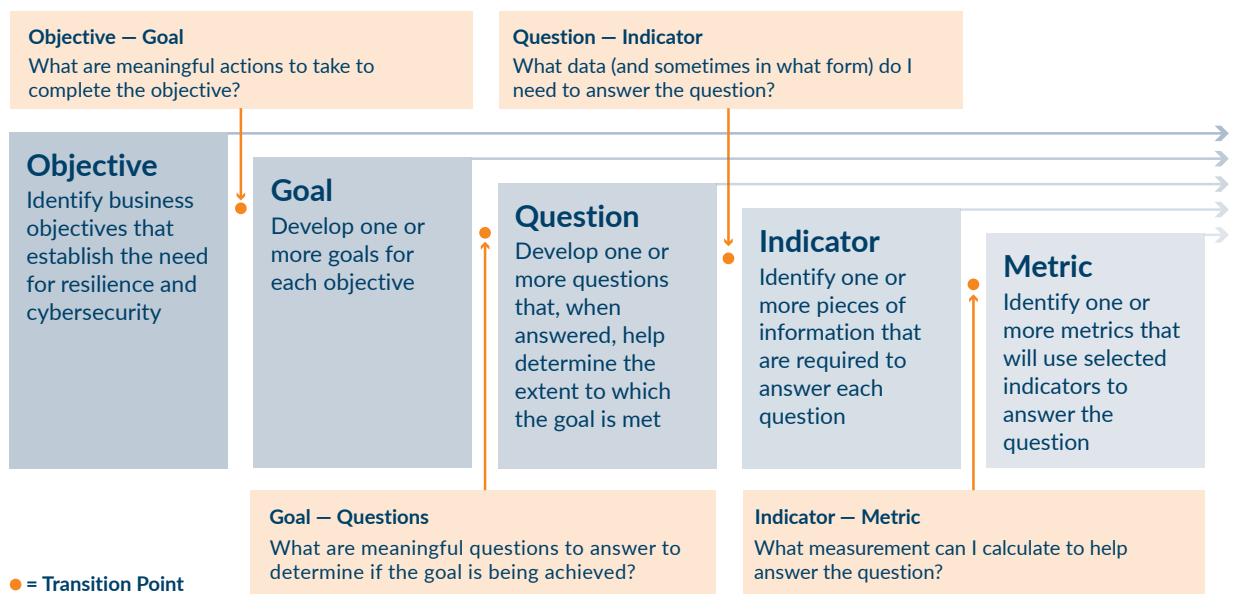 Objective — Goal
What are meaningful actions to take to
complete the objective?
Question — Indicator
What data (and sometimes in what form) do I
need to answer the question?
Objective
Identify business
objectives that
establish the need
for resilience and
cybersecurity
Goal
Develop one or
more goals for
each objective
Question
Develop one or
more questions
that, when
answered, help
determine the
extent to which
the goal is met
Indicator
Identify one or
more pieces of
information that
are required to
answer each
question
Metric
Identify one or
more metrics that
will use selected
indicators to
answer the
question
Goal — Questions
What are meaningful questions to answer to
determine if the goal is being achieved?
Indicator — Metric
What measurement can I calculate to help
answer the question?
= Transition Point